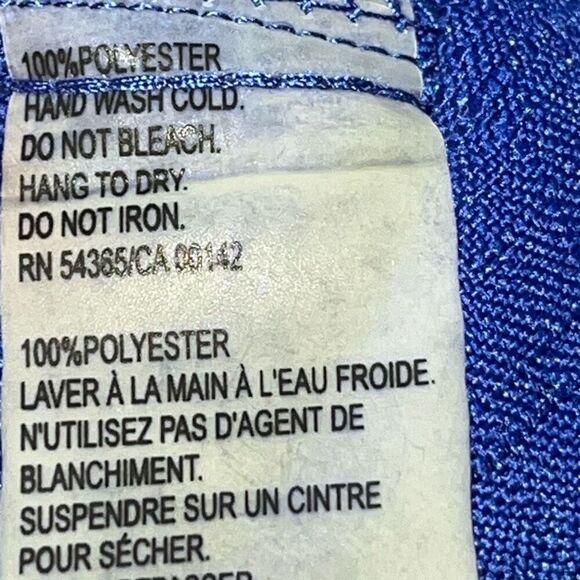 100%POLYESTER
HAND WASH COLD.
DO NOT BLEACH.
HANG TO DRY.
DO NOT IRON.
RN 54365/CA 00142
100%POLYESTER
LAVER À LA MAIN À L'EAU FROIDE.
N'UTILISEZ PAS D'AGENT DE
BLANCHIMENT.
SUSPENDRE SUR UN CINTRE
POUR SÉCHER.